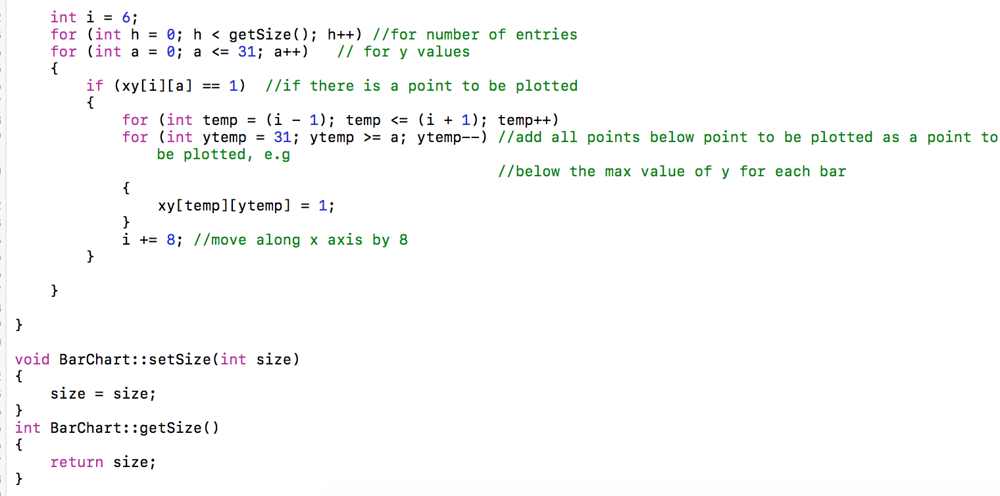 int i = 6;
for (int h = 0; h < getSize(); h++) //for number of entries
for (int a = 0; a <= 31; a++)   // for y values
{
if (xy[i][a] == 1)  //if there is a point to be plotted
{
for (int temp = (i - 1); temp <= (i + 1); temp++)
for (int ytemp = 31; ytemp >= a; ytemp--) //add all points below point to be plotted as a point to
be plotted, e.g
//below the max value of y for each bar
{
xy[temp][ytemp] = 1;
}
i += 8; //move along x axis by 8
}
}
}
void BarChart::setSize(int size)
{
size = size;
}
int BarChart::getSize()
{
return size;
}